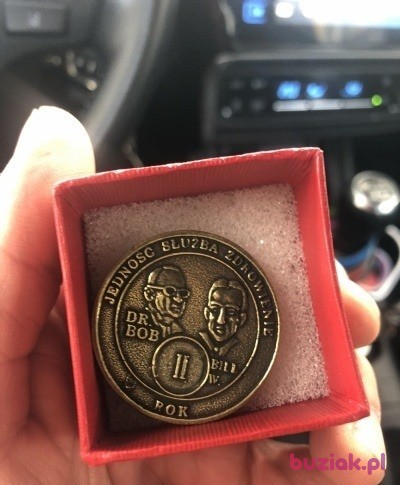 JEDNOŚĆ SŁUŻBA ZDROWIENIE
DR.
BOB
BILL
W.
II
ROK
buziak.pl